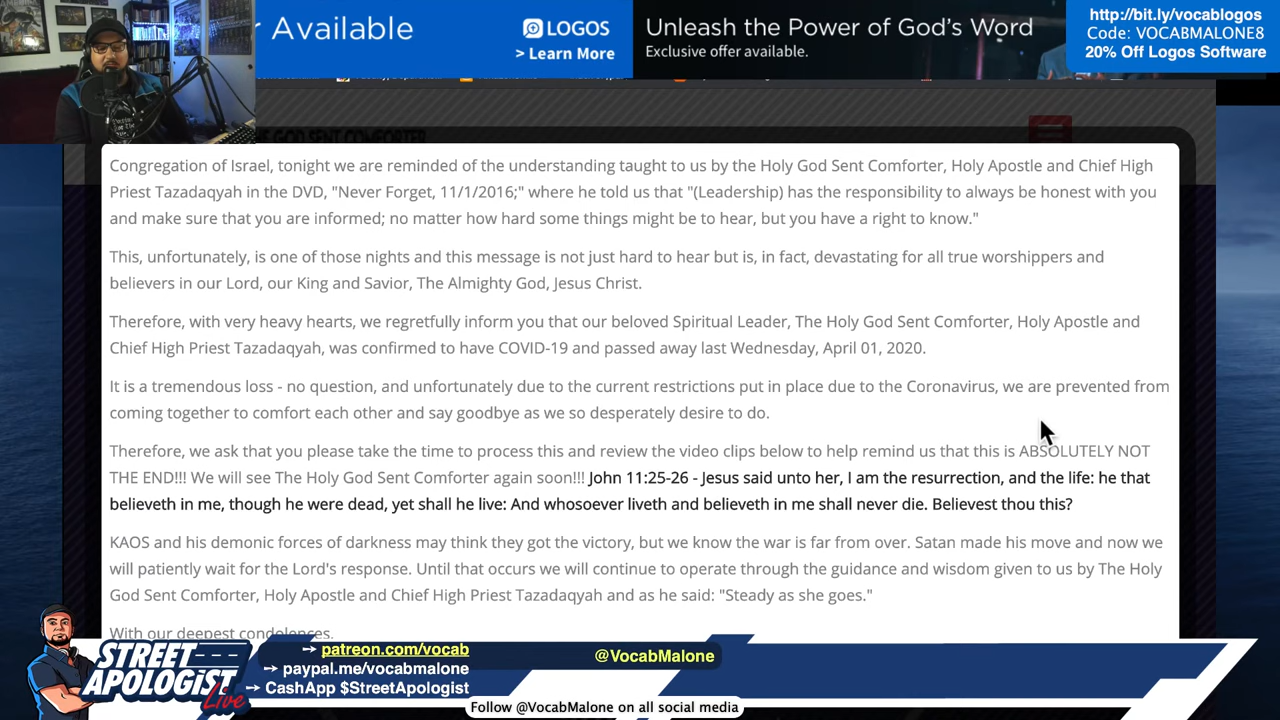 r Available
LOGOS
> Learn More
Unleash the Power of God's Word
Exclusive offer available.
http://bit.ly/vocablogos
Code: VOCABMALONE8
20% Off Logos Software
THE GOD SENT COMFORTER
Congregation of Israel, tonight we are reminded of the understanding taught to us by the Holy God Sent Comforter, Holy Apostle and Chief High
Priest Tazadaqyah in the DVD, "Never Forget, 11/1/2016;" where he told us that "(Leadership) has the responsibility to always be honest with you
and make sure that you are informed; no matter how hard some things might be to hear, but you have a right to know."
This, unfortunately, is one of those nights and this message is not just hard to hear but is, in fact, devastating for all true worshippers and
believers in our Lord, our King and Savior, The Almighty God, Jesus Christ.
Therefore, with very heavy hearts, we regretfully inform you that our beloved Spiritual Leader, The Holy God Sent Comforter, Holy Apostle and
Chief High Priest Tazadaqyah, was confirmed to have COVID-19 and passed away last Wednesday, April 01, 2020.
It is a tremendous loss - no question, and unfortunately due to the current restrictions put in place due to the Coronavirus, we are prevented from
coming together to comfort each other and say goodbye as we so desperately desire to do.
Therefore, we ask that you please take the time to process this and review the video clips below to help remind us that this is ABSOLUTELY NOT
THE END!!! We will see The Holy God Sent Comforter again soon!!! John 11:25-26 - Jesus said unto her, I am the resurrection, and the life: he that
believeth in me, though he were dead, yet shall he live: And whosoever liveth and believeth in me shall never die. Believest thou this?
KAOS and his demonic forces of darkness may think they got the victory, but we know the war is far from over. Satan made his move and now we
will patiently wait for the Lord's response. Until that occurs we will continue to operate through the guidance and wisdom given to us by The Holy
God Sent Comforter, Holy Apostle and Chief High Priest Tazadaqyah and as he said: "Steady as she goes."
With our deepest condolences,
STREET
APOLOGIST
Live
patreon.com/vocab
paypal.me/vocabmalone
CashApp $StreetApologist
@VocabMalone
Follow @VocabMalone on all social media